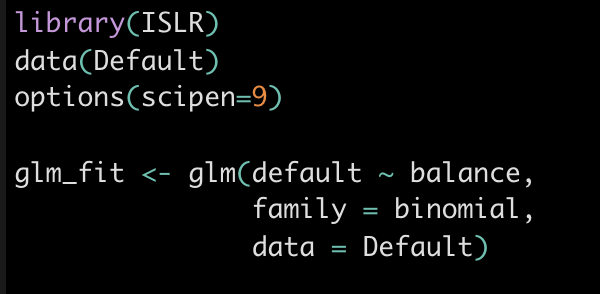 library(ISLR)
data(Default)
options(scipen=9)

glm_fit <- glm(default ~ balance,
               family = binomial,
               data = Default)